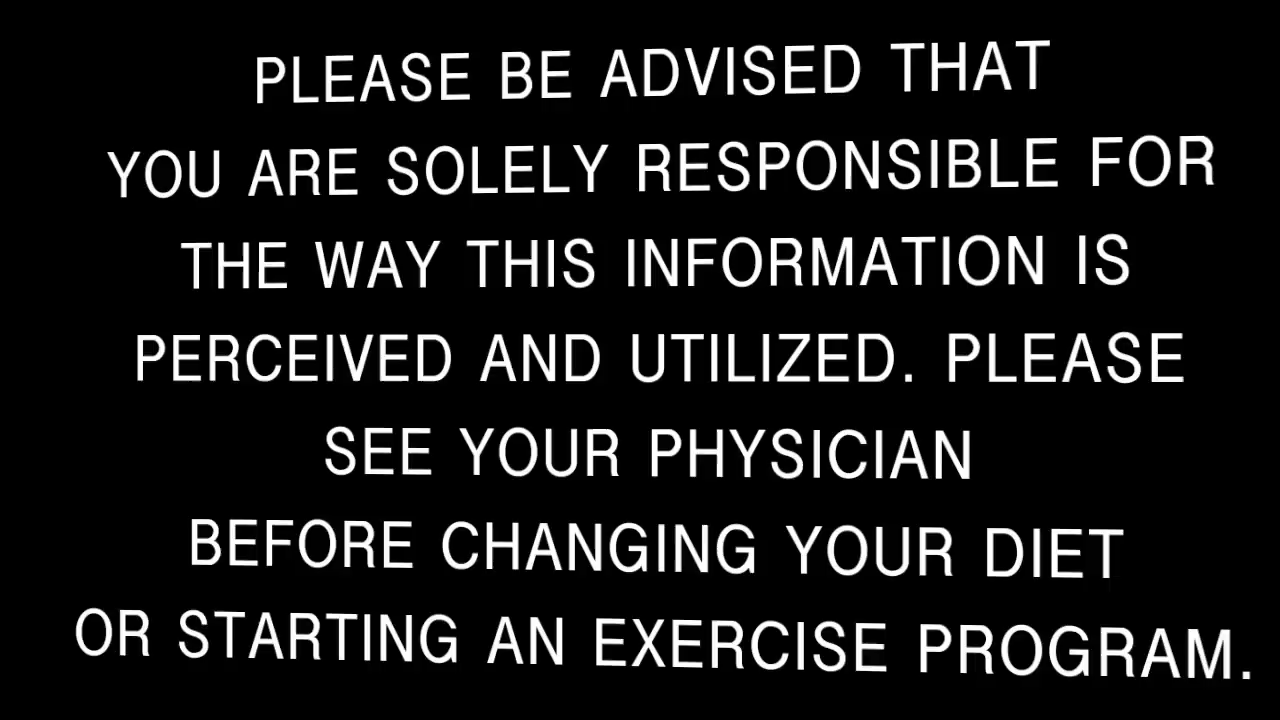 PLEASE BE ADVISED THAT
YOU ARE SOLELY RESPONSIBLE FOR
THE WAY THIS INFORMATION IS
PERCEIVED AND UTILIZED. PLEASE
SEE YOUR PHYSICIAN
BEFORE CHANGING YOUR DIET
OR STARTING AN EXERCISE PROGRAM.